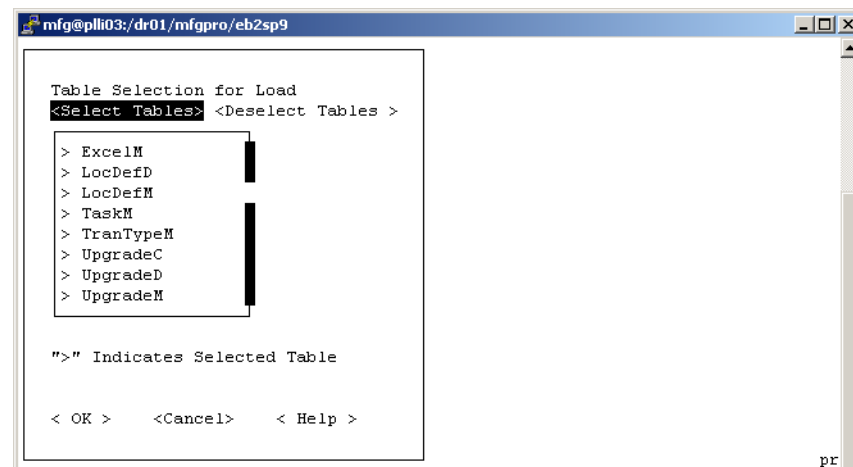 mfg@plli03:/dr01/mfgpro/eb2sp9
Table Selection for Load
<Select Tables> <Deselect Tables >
> ExcelM
> LocDefD
> LocDefM
> TaskM
> TranTypeM
> UpgradeC
> UpgradeD
> UpgradeM
">" Indicates Selected Table
< OK > <Cancel> < Help >
pr